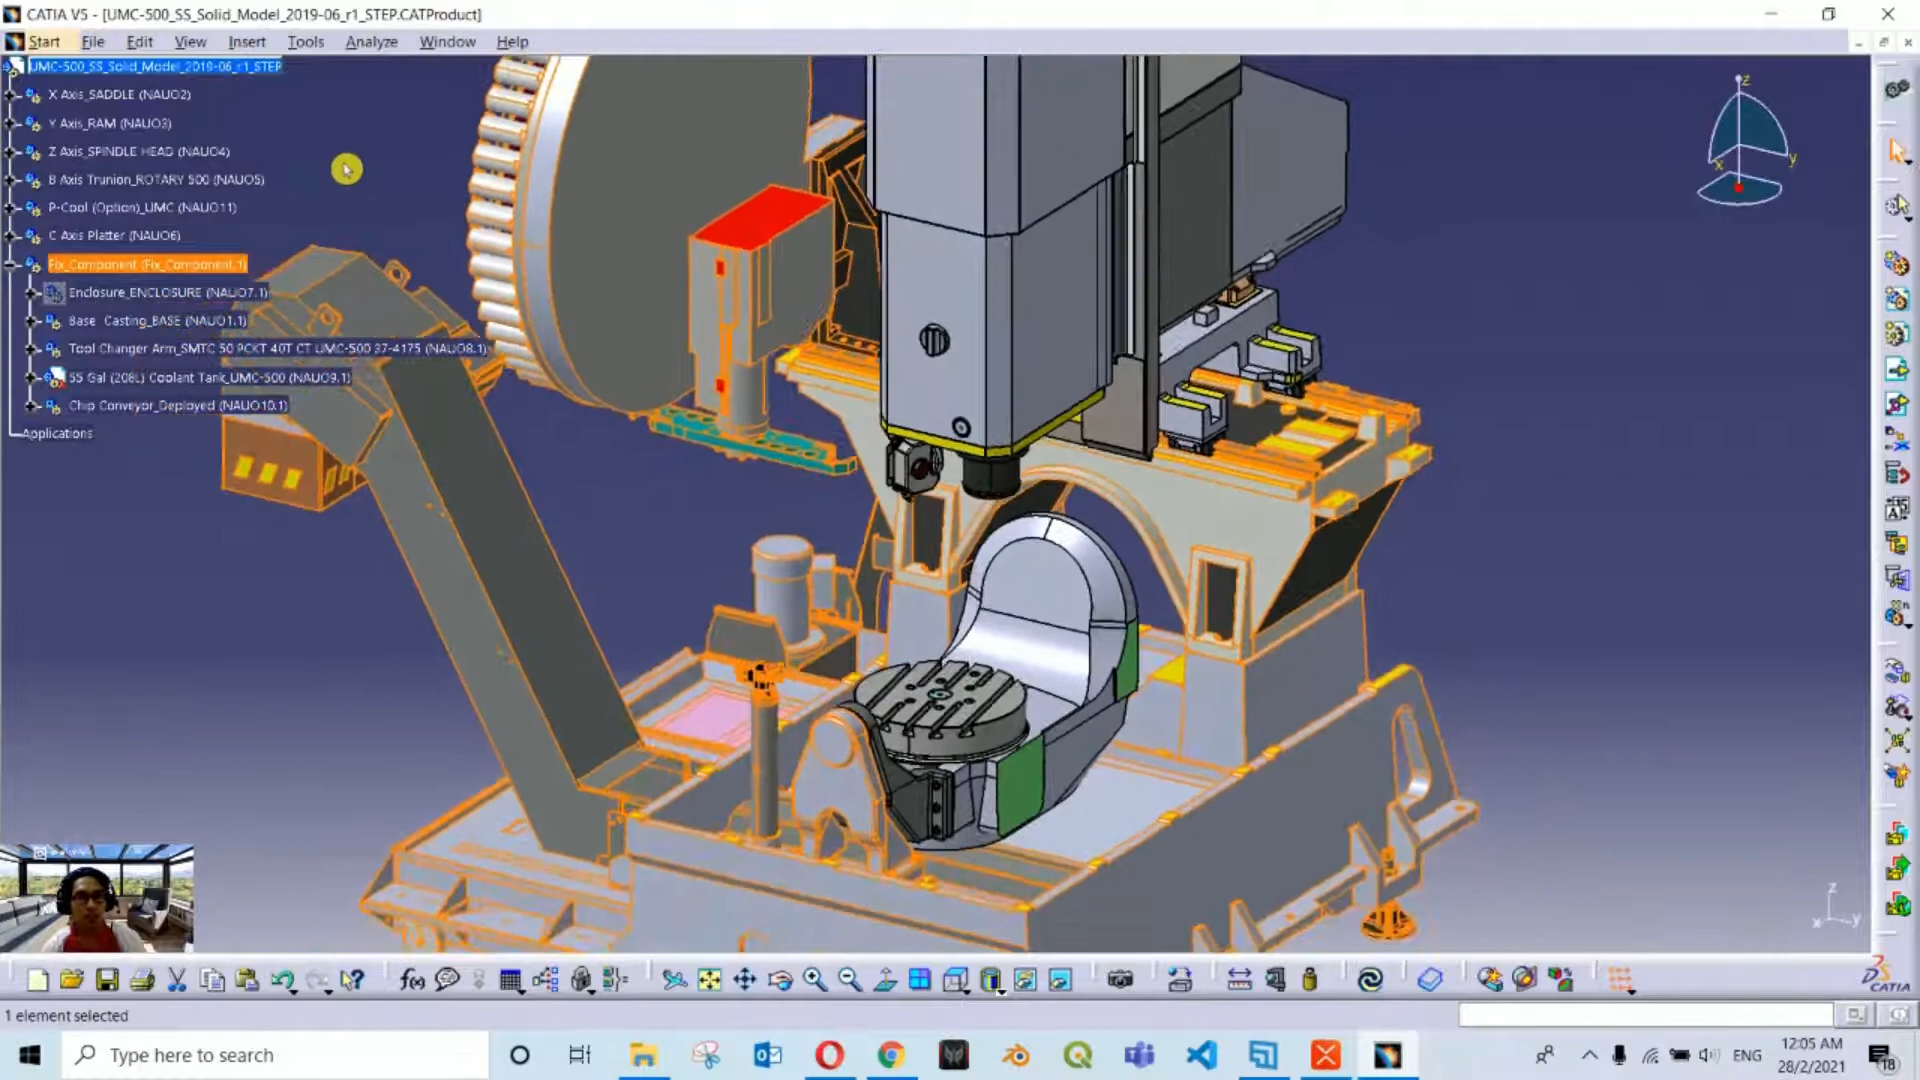 CATIA V5 - [UMC-500_SS_Solid_Model_2019-06_r1_STEP.CATProduct]
Start File Edit View Insert Tools Analyze Window Help
UMC-500_SS_Solid_Model_2019-06_r1_STEP
X Axis_SADDLE (NAUO2)
Y Axis_RAM (NAUO3)
Z Axis_SPINDLE HEAD (NAUO4)
B Axis Trunion_ROTARY 500 (NAUO5)
P-Cool (Option)_UMC (NAUO11)
C Axis Platter (NAUO6)
Fix_Component (Fix_Component.1)
Enclosure_ENCLOSURE (NAUO7.1)
Base Casting_BASE (NAUO1.1)
Tool Changer Arm_SMTC 50 PCKT 40T CT UMC-500 37-4175 (NAUO8.1)
55 Gal (208L) Coolant Tank_UMC-500 (NAUO9.1)
Chip Conveyor_Deployed (NAUO10.1)
Applications
z
x
y
z
x
y
f(x)
CATIA
1 element selected
Type here to search
ENG
12:05 AM
28/2/2021
18